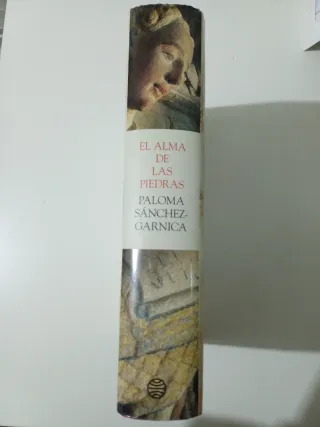 EL ALMA
DE
LAS
PIEDRAS
PALOMA
SÁNCHEZ-
GARNICA